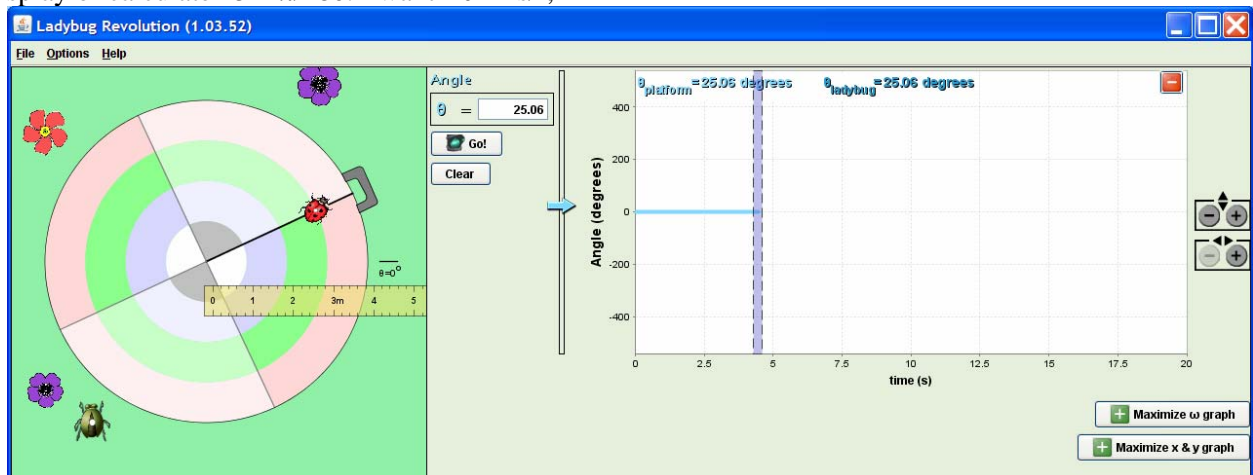 Ladybug Revolution (1.03.52)
File Options Help
Angle
θ = 25.06
Go!
Clear
θ=0°
0 1 2 3m 4 5
θplatform=25.06 degrees θladybug=25.06 degrees
Angle (degrees)
400
200
0
-200
-400
0 2.5 5 7.5 10 12.5 15 17.5 20
time (s)
Maximize ω graph
Maximize x & y graph